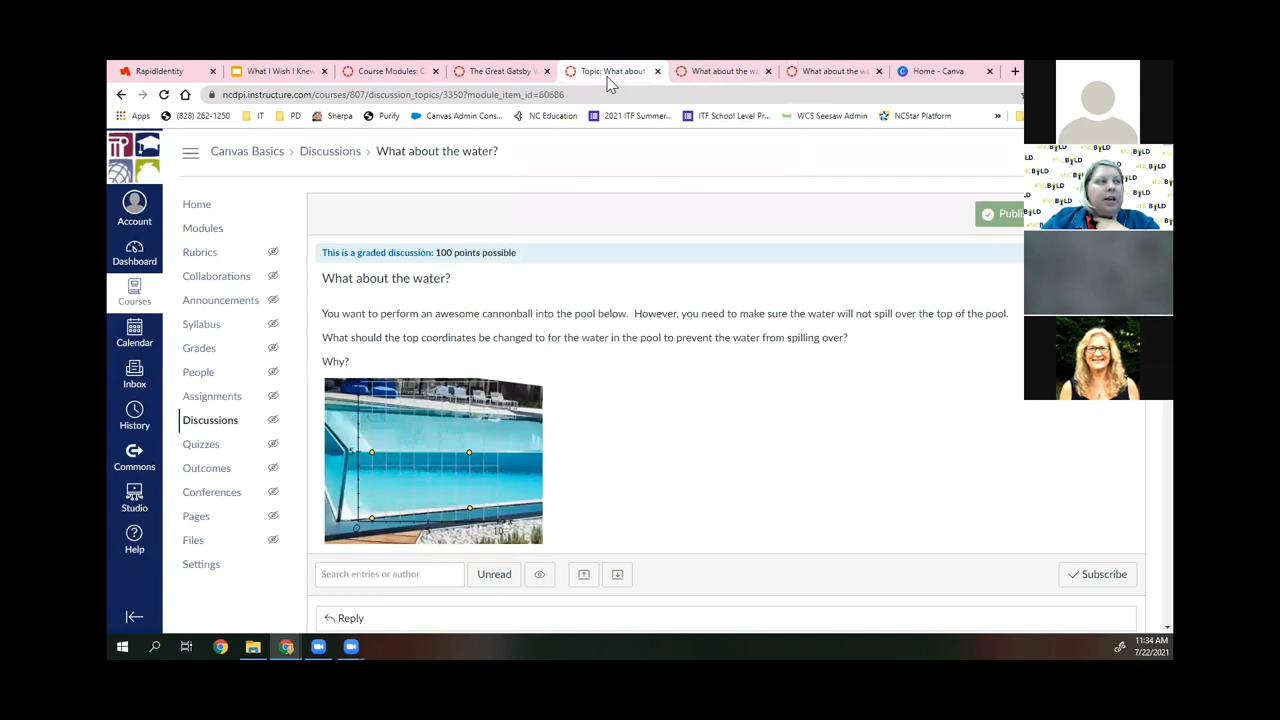 RapidIdentity
What I Wish I Knew
Course Modules: C
The Great Gatsby
Topic: What about
What about the wa
What about the wa
Home - Canva
ncdpi.instructure.com/courses/807/discussion_topics/3350?module_item_id=60686
Apps
(828) 262-1250
IT
PD
Sherpa
Purify
Canvas Admin Cons...
NC Education
2021 ITF Summer...
ITF School Level Pr...
WCS Seesaw Admin
NCStar Platform
»
Canvas Basics > Discussions > What about the water?
Account
Dashboard
Courses
Calendar
Inbox
History
Commons
Studio
Help
Home
Modules
Rubrics
Collaborations
Announcements
Syllabus
Grades
People
Assignments
Discussions
Quizzes
Outcomes
Conferences
Pages
Files
Settings
Publi
This is a graded discussion: 100 points possible
What about the water?
You want to perform an awesome cannonball into the pool below. However, you need to make sure the water will not spill over the top of the pool.
What should the top coordinates be changed to for the water in the pool to prevent the water from spilling over?
Why?
5
0
5
10
Search entries or author
Unread
Subscribe
Reply
#NCBOLD
11:34 AM
7/22/2021